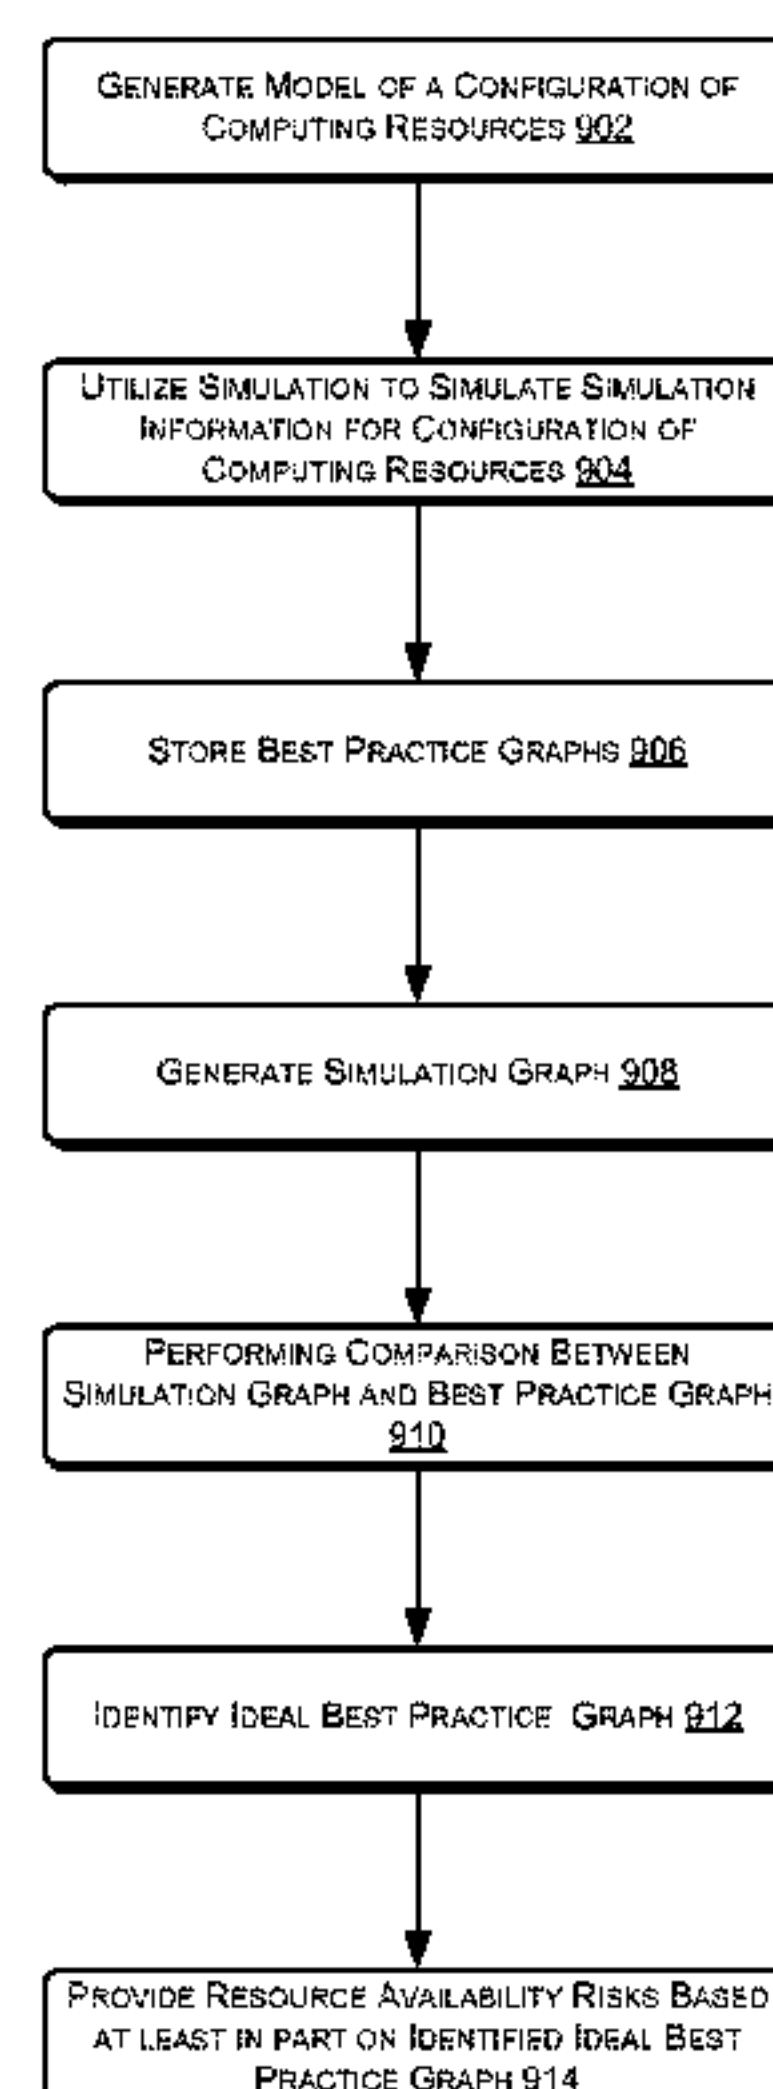 GENERATE MODEL OF A CONFIGURATION OF
COMPUTING RESOURCES 902
UTILIZE SIMULATION TO SIMULATE SIMULATION
INFORMATION FOR CONFIGURATION OF
COMPUTING RESOURCES 904
STORE BEST PRACTICE GRAPHS 906
GENERATE SIMULATION GRAPH 908
PERFORMING COMPARISON BETWEEN
SIMULATION GRAPH AND BEST PRACTICE GRAPH
910
IDENTIFY IDEAL BEST PRACTICE GRAPH 912
PROVIDE RESOURCE AVAILABILITY RISKS BASED
AT LEAST IN PART ON IDENTIFIED IDEAL BEST
PRACTICE GRAPH 914